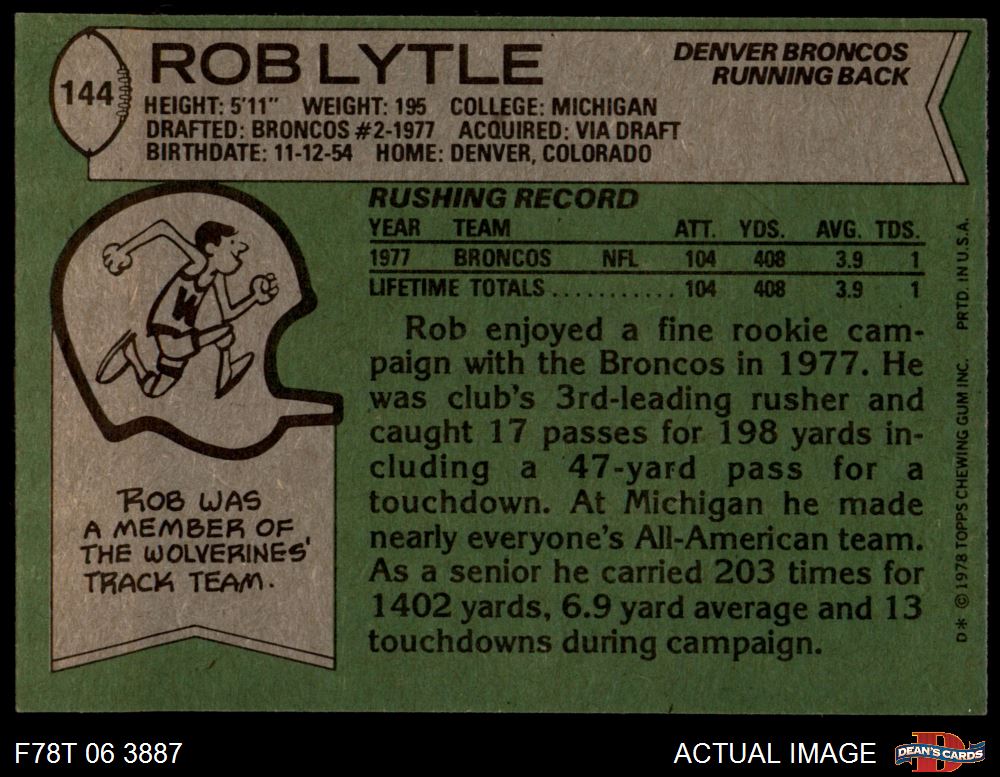 144
ROB LYTLE
DENVER BRONCOS
RUNNING BACK
HEIGHT: 5'11" WEIGHT: 195 COLLEGE: MICHIGAN
DRAFTED: BRONCOS #2-1977 ACQUIRED: VIA DRAFT
BIRTHDATE: 11-12-54 HOME: DENVER, COLORADO
RUSHING RECORD
YEAR TEAM ATT. YDS. AVG. TDS.
1977 BRONCOS NFL 104 408 3.9 1
LIFETIME TOTALS ........... 104 408 3.9 1
Rob enjoyed a fine rookie cam-
paign with the Broncos in 1977. He
was club's 3rd-leading rusher and
caught 17 passes for 198 yards in-
cluding a 47-yard pass for a
touchdown. At Michigan he made
nearly everyone's All-American team.
As a senior he carried 203 times for
1402 yards, 6.9 yard average and 13
touchdowns during campaign.
M
ROB WAS
A MEMBER OF
THE WOLVERINES'
TRACK TEAM.
D* © 1978 TOPPS CHEWING GUM INC. PRTD. IN U.S.A.
F78T 06 3887
ACTUAL IMAGE
D
DEAN'S CARDS